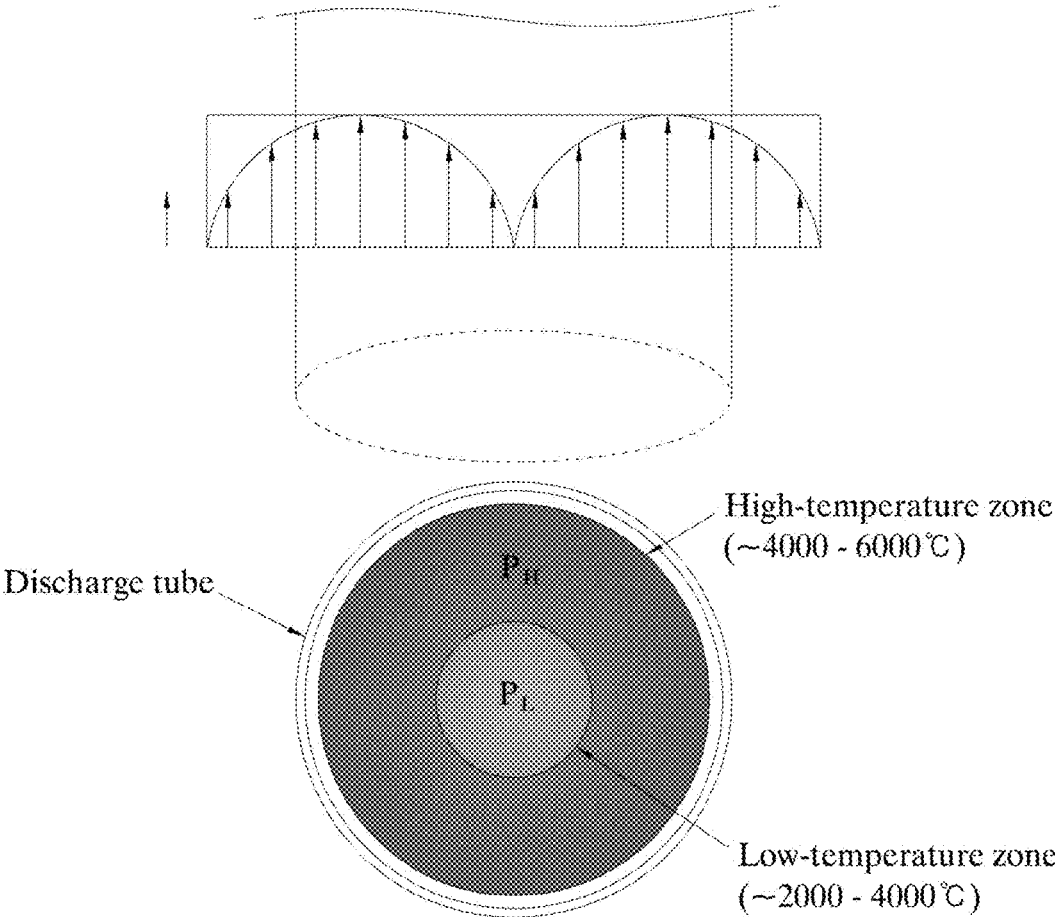 High-temperature zone
(~4000 - 6000℃)
Discharge tube
P_H
P_L
Low-temperature zone
(~2000 - 4000℃)